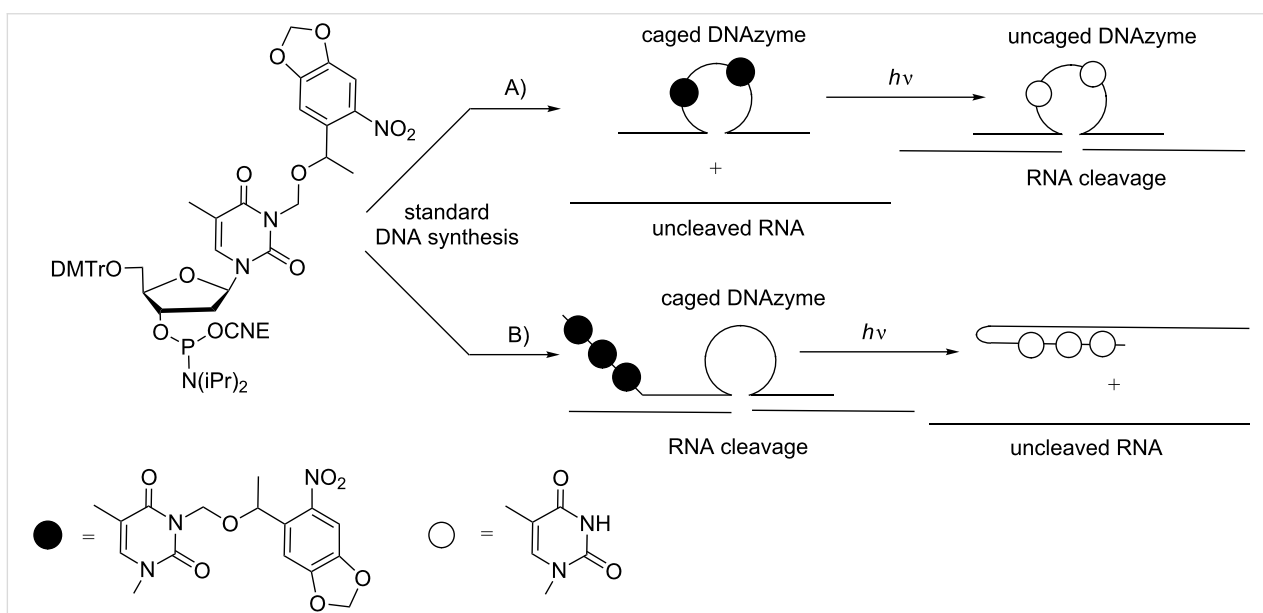 O
O
NO₂
O
O
N
N
O
DMTrO
O
O
P
OCNE
N(iPr)₂
standard
DNA synthesis
A)
caged DNAzyme
+
uncleaved RNA
hν
uncaged DNAzyme
RNA cleavage
B)
caged DNAzyme
RNA cleavage
hν
+
uncleaved RNA
=
O
N
N
O
O
NO₂
O
O
=
O
NH
N
O